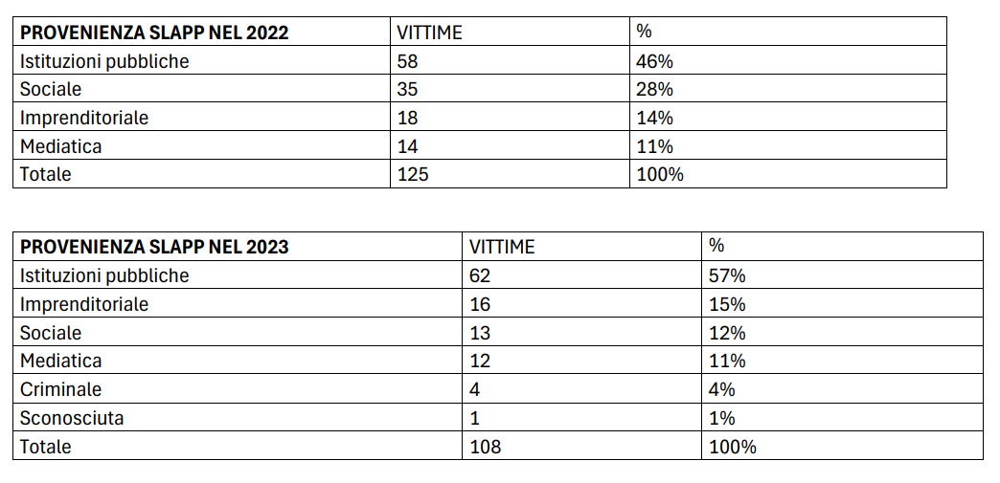 PROVENIENZA SLAPP NEL 2022 VITTIME %
Istituzioni pubbliche 58 46%
Sociale 35 28%
Imprenditoriale 18 14%
Mediatica 14 11%
Totale 125 100%
PROVENIENZA SLAPP NEL 2023 VITTIME %
Istituzioni pubbliche 62 57%
Imprenditoriale 16 15%
Sociale 13 12%
Mediatica 12 11%
Criminale 4 4%
Sconosciuta 1 1%
Totale 108 100%